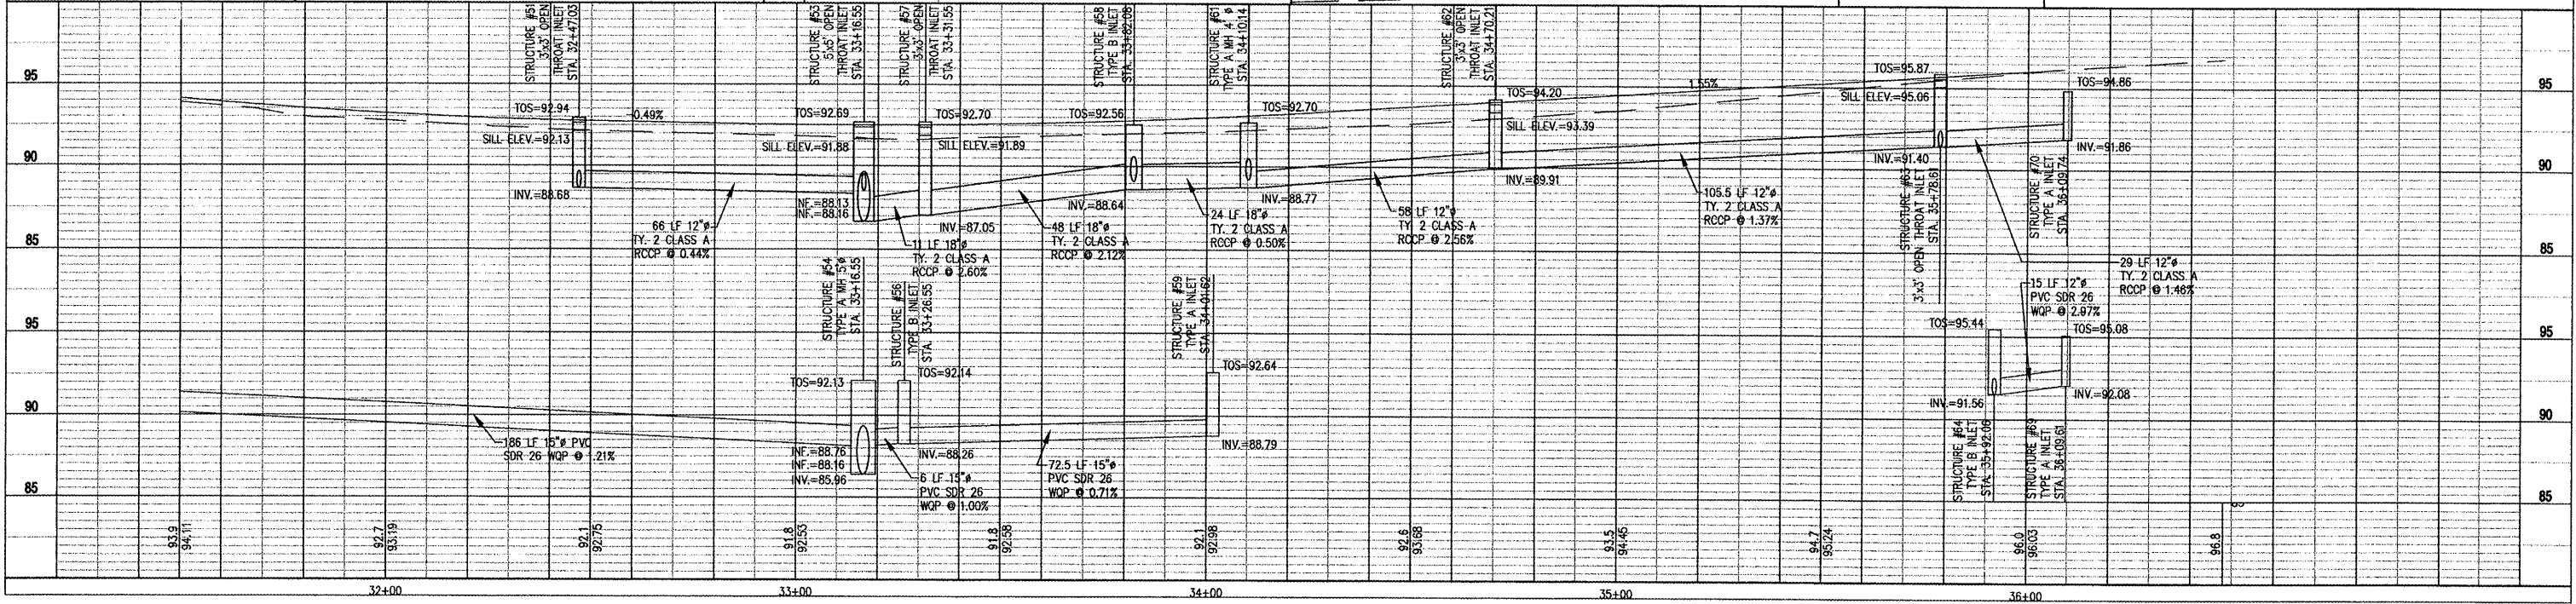 STRUCTURE #51
3'x3' OPEN
THROAT INLET
STA. 32+47.03
STRUCTURE #53
5'x5' OPEN
THROAT INLET
STA. 33+16.55
STRUCTURE #57
3'x3' OPEN
THROAT INLET
STA. 33+31.55
STRUCTURE #58
TYPE B INLET
STA. 33+82.08
STRUCTURE #61
TYPE A MH 4' ø
STA. 34+10.14
STRUCTURE #62
3'x3' OPEN
THROAT INLET
STA. 34+70.21
95
90
85
95
90
85
TOS=92.94
-0.49%
SILL ELEV.=92.13
INV.=88.68
66 LF 12"ø
TY. 2 CLASS A
RCCP @ 0.44%
TOS=92.69
SILL ELEV.=91.88
INF.=88.13
INF.=88.16
TOS=92.70
SILL ELEV.=91.89
INV.=87.05
11 LF 18"ø
TY. 2 CLASS A
RCCP @ 2.60%
TOS=92.56
INV.=88.64
48 LF 18"ø
TY. 2 CLASS A
RCCP @ 2.12%
TOS=92.70
INV.=88.77
24 LF 18"ø
TY. 2 CLASS A
RCCP @ 0.50%
TOS=94.20
SILL ELEV.=93.39
INV.=89.91
58 LF 12"ø
TY. 2 CLASS A
RCCP @ 2.56%
1.55%
105.5 LF 12"ø
TY. 2 CLASS A
RCCP @ 1.37%
TOS=95.87
SILL ELEV.=95.06
INV.=91.40
STRUCTURE #63
3'x3' OPEN THROAT INLET
STA. 35+78.61
TOS=94.86
INV.=91.86
STRUCTURE #70
TYPE A INLET
STA. 36+09.74
29 LF 12"ø
TY. 2 CLASS A
RCCP @ 1.46%
15 LF 12"ø
PVC SDR 26
WQP @ 2.97%
STRUCTURE #54
TYPE A MH 5'ø
STA. 33+16.55
STRUCTURE #56
TYPE B INLET
STA. 33+26.55
STRUCTURE #59
TYPE A INLET
STA. 34+01.62
186 LF 15"ø PVC
SDR 26 WQP @ 1.21%
TOS=92.13
INF.=88.76
INF.=88.16
INV.=85.96
TOS=92.14
INV.=88.26
6 LF 15"ø
PVC SDR 26
WQP @ 1.00%
72.5 LF 15"ø
PVC SDR 26
WQP @ 0.71%
TOS=92.64
INV.=88.79
TOS=95.44
INV.=91.56
TOS=95.08
INV.=92.08
STRUCTURE #64
TYPE B INLET
STA. 35+92.06
STRUCTURE #69
TYPE A INLET
STA. 36+09.61
95
90
85
95
90
85
93.9
94.11
92.7
93.19
92.1
92.75
91.8
92.53
91.8
92.58
92.1
92.98
92.6
93.68
93.5
94.45
94.7
95.24
96.0
96.03
96.8
32+00
33+00
34+00
35+00
36+00